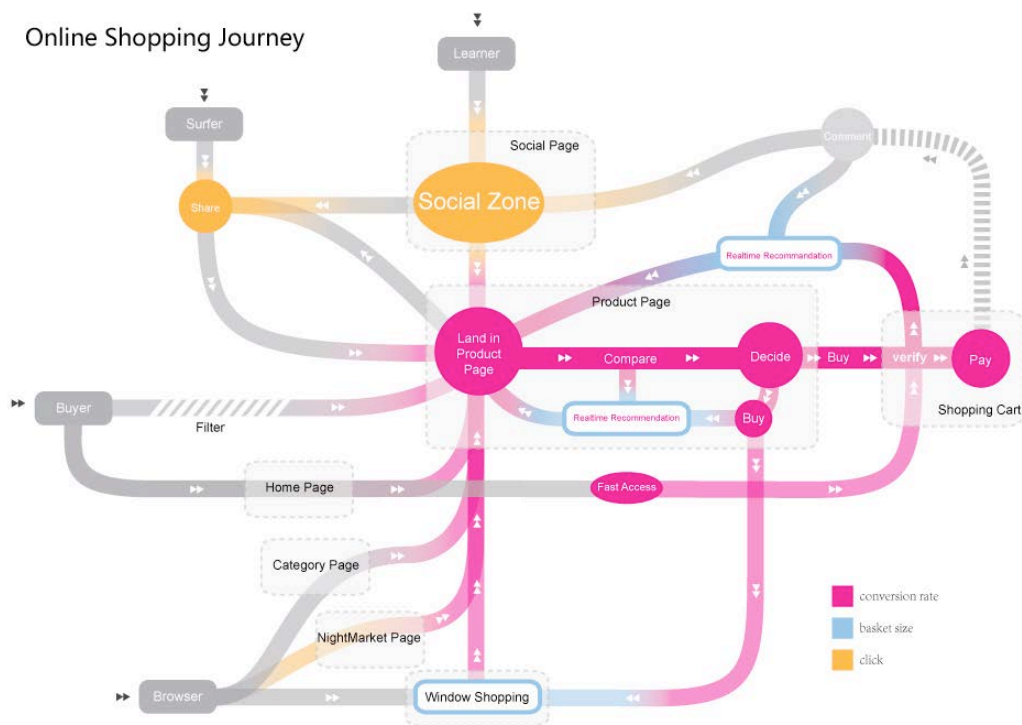 Online Shopping Journey
Learner
Surfer
Social Page
Comment
Social Zone
Share
Realtime Recommandation
Product Page
Land in
Product
Page
Compare
Decide
Buy
verify
Pay
Buyer
Filter
Realtime Recommendation
Buy
Shopping Cart
Home Page
Fast Access
Category Page
NightMarket Page
conversion rate
basket size
click
Browser
Window Shopping